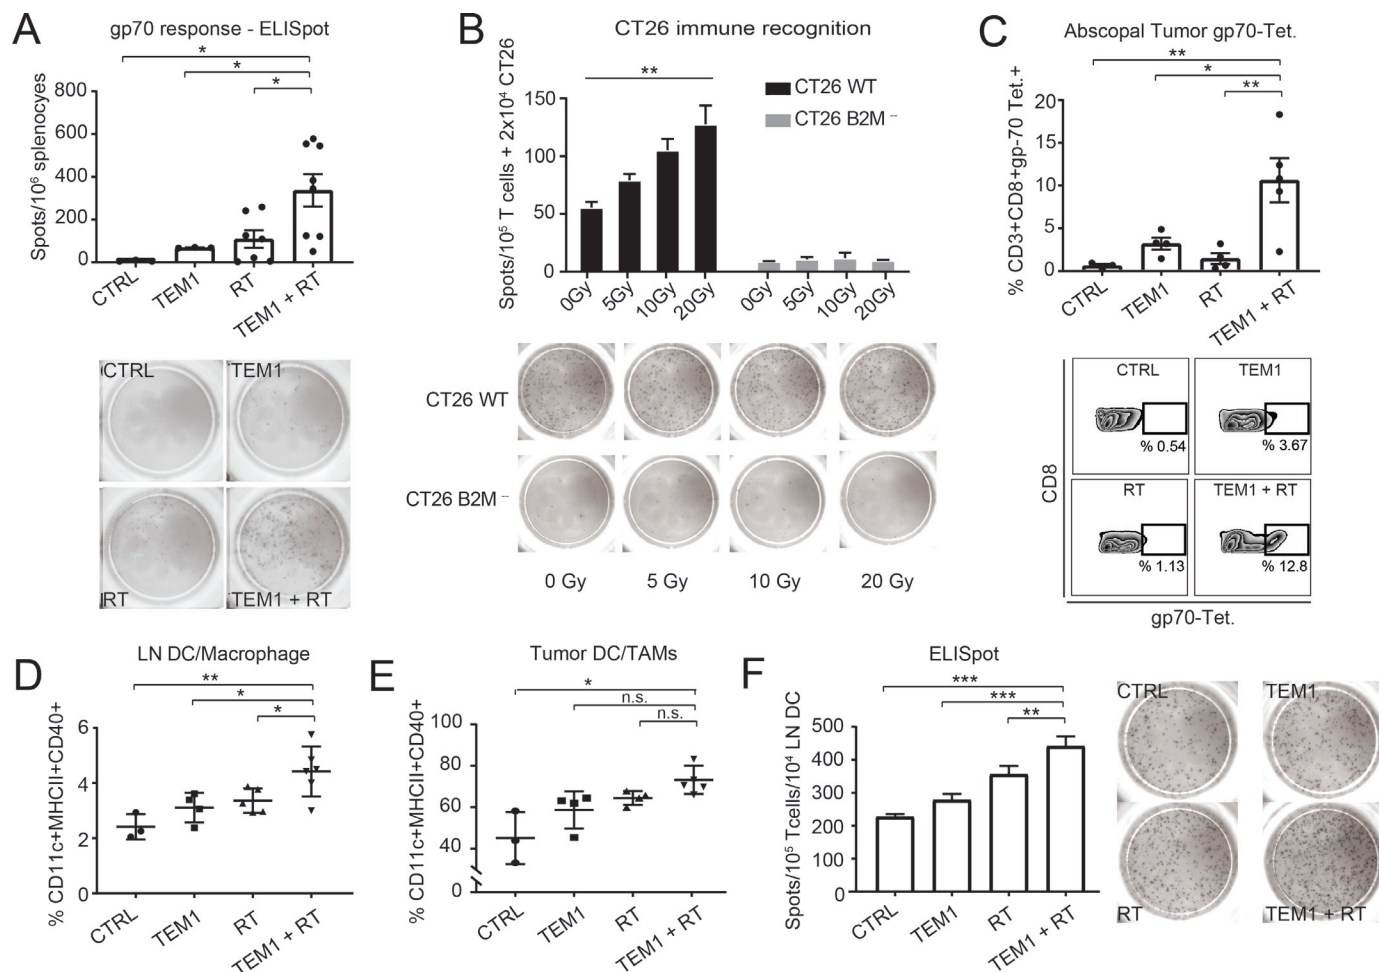 A
gp70 response - ELISpot
*
*
*
Spots/10⁶ splenocyes
800
600
400
200
0
CTRL
TEM1
RT
TEM1 + RT
CTRL
TEM1
RT
TEM1 + RT
B
CT26 immune recognition
**
CT26 WT
CT26 B2M --
Spots/10⁵ T cells + 2x10⁴ CT26
150
100
50
0
0Gy
5Gy
10Gy
20Gy
0Gy
5Gy
10Gy
20Gy
CT26 WT
CT26 B2M --
0 Gy
5 Gy
10 Gy
20 Gy
C
Abscopal Tumor gp70-Tet.
**
*
**
% CD3+CD8+gp-70 Tet.+
20
15
10
5
0
CTRL
TEM1
RT
TEM1 + RT
CTRL
% 0.54
TEM1
% 3.67
RT
% 1.13
TEM1 + RT
% 12.8
CD8
gp70-Tet.
D
LN DC/Macrophage
**
*
*
% CD11c+MHCII+CD40+
6
4
2
0
CTRL
TEM1
RT
TEM1 + RT
E
Tumor DC/TAMs
*
n.s.
n.s.
% CD11c+MHCII+CD40+
100
80
60
40
0
CTRL
TEM1
RT
TEM1 + RT
F
ELISpot
***
***
**
Spots/10⁵ Tcells/10⁴ LN DC
500
400
300
200
100
0
CTRL
TEM1
RT
TEM1 + RT
CTRL
TEM1
RT
TEM1 + RT